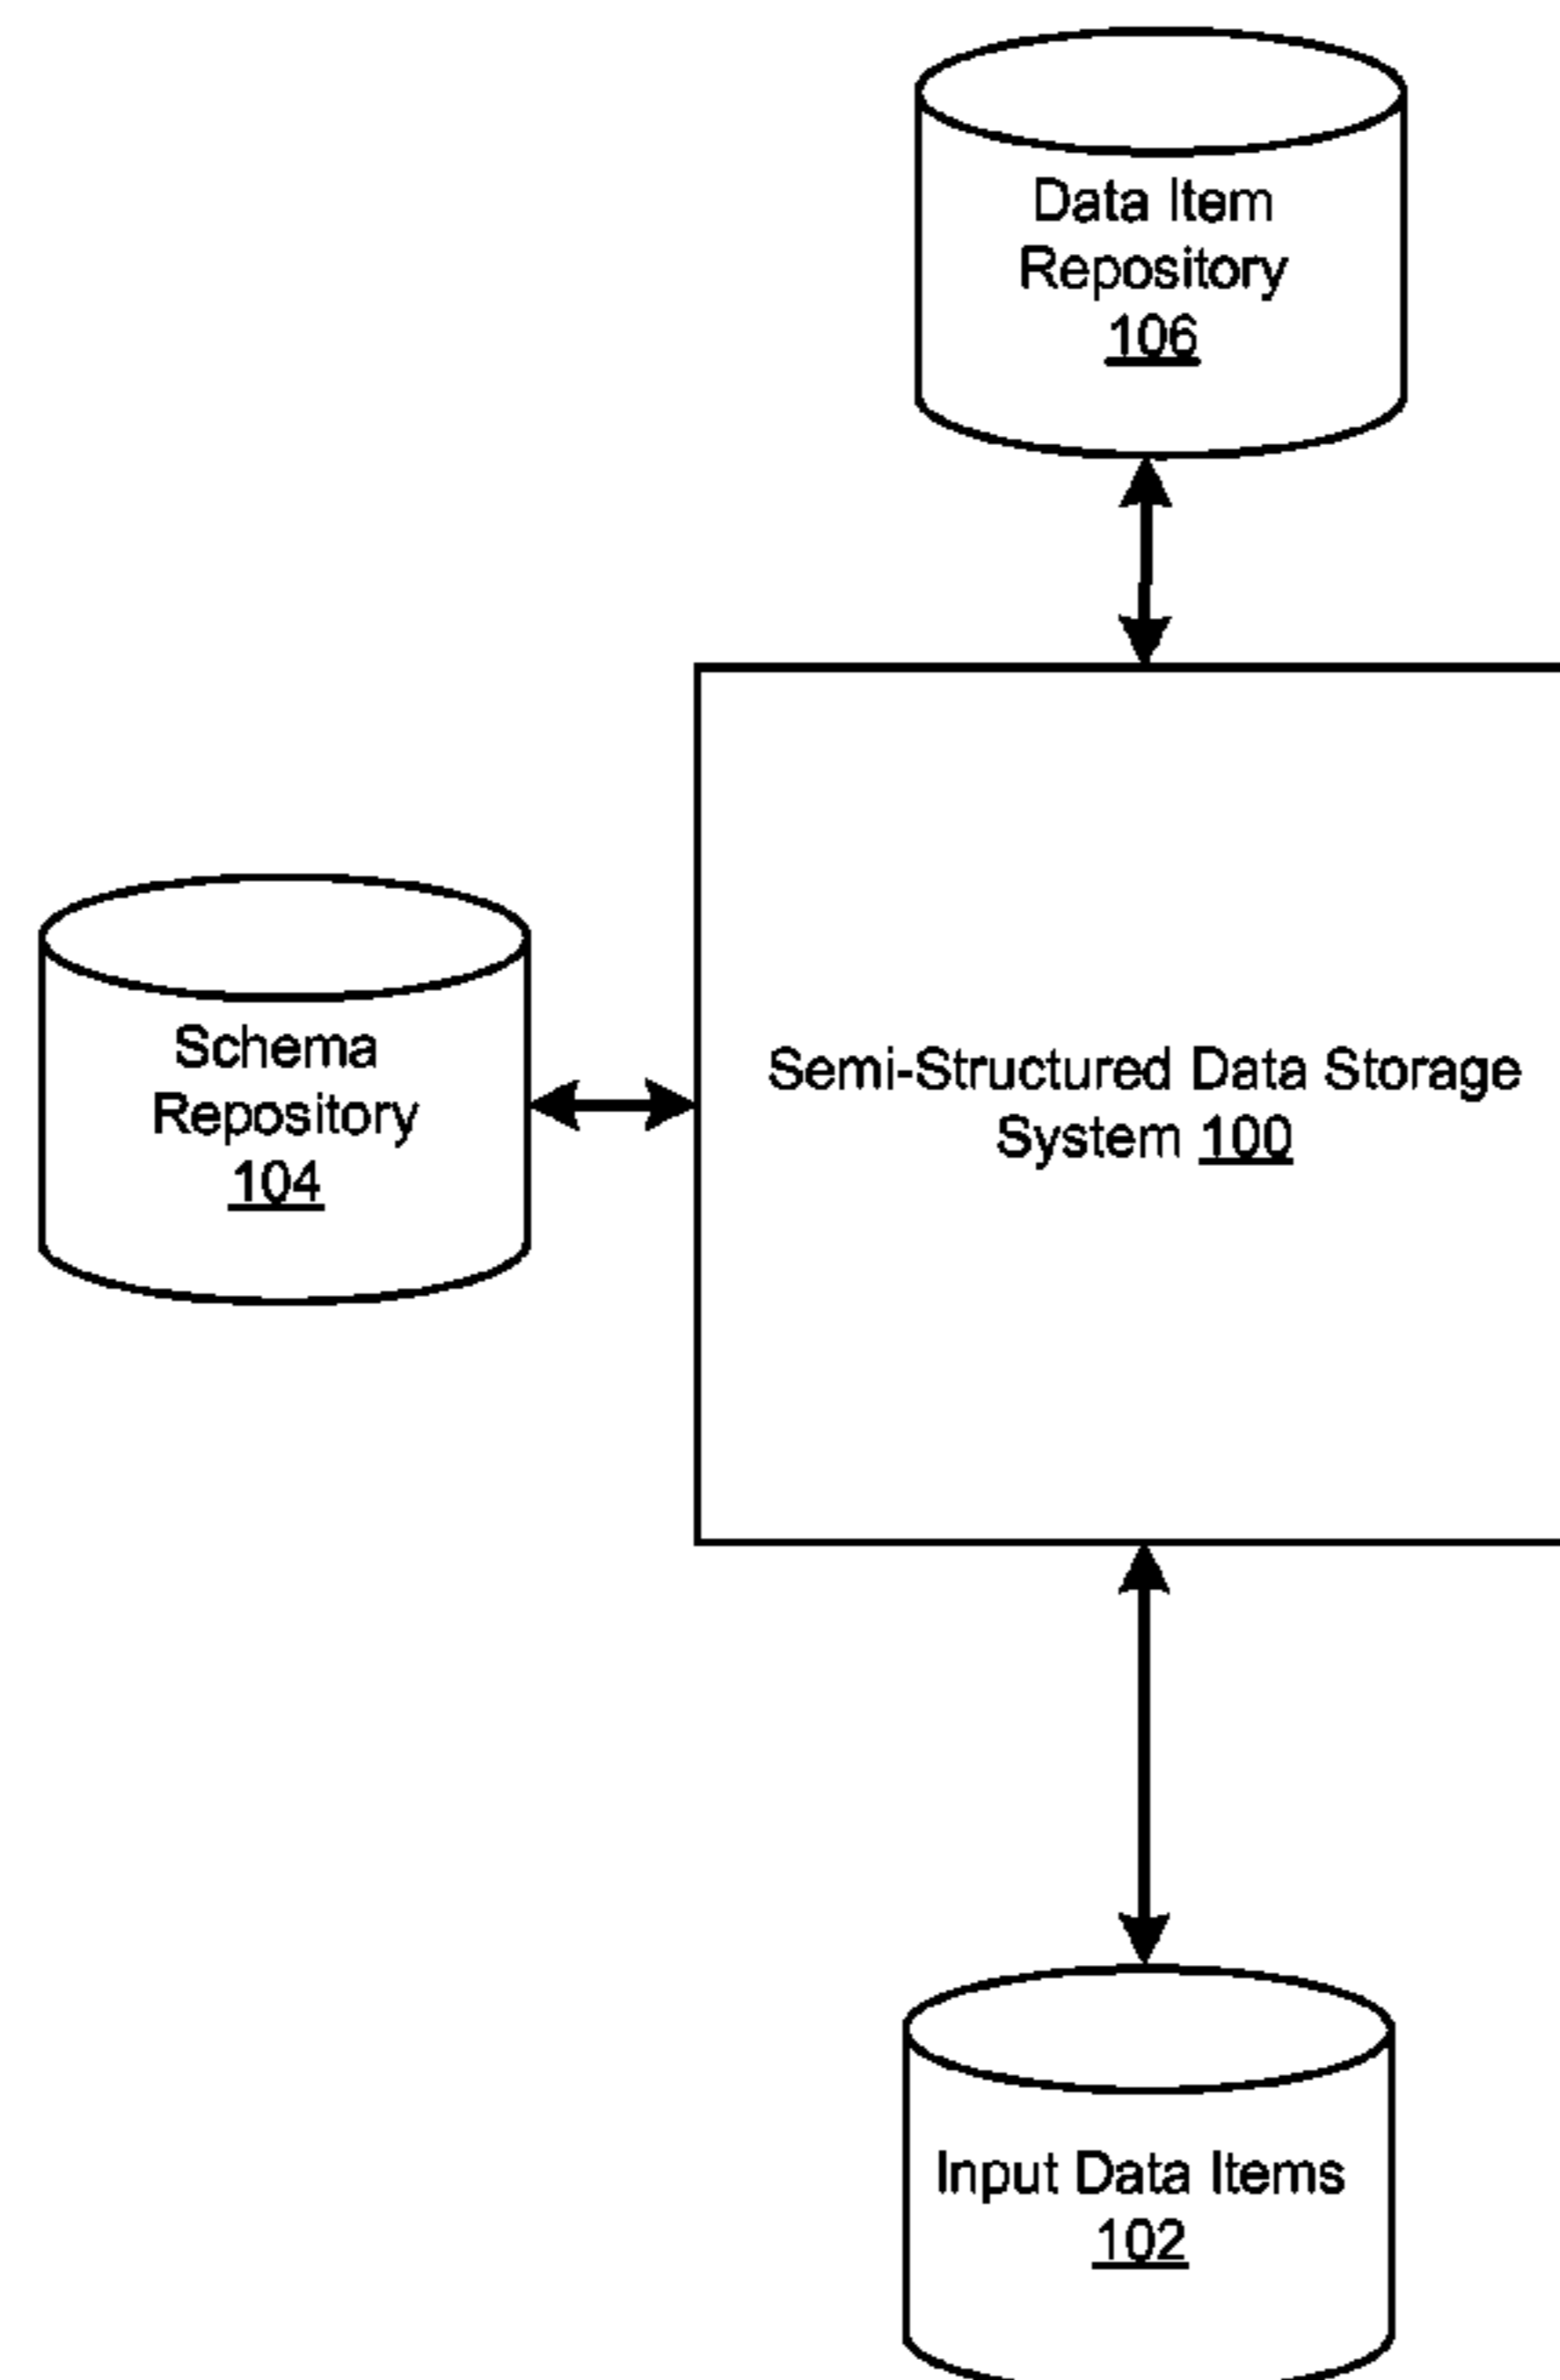 Data Item
Repository
106
Schema
Repository
104
Semi-Structured Data Storage
System 100
Input Data Items
102